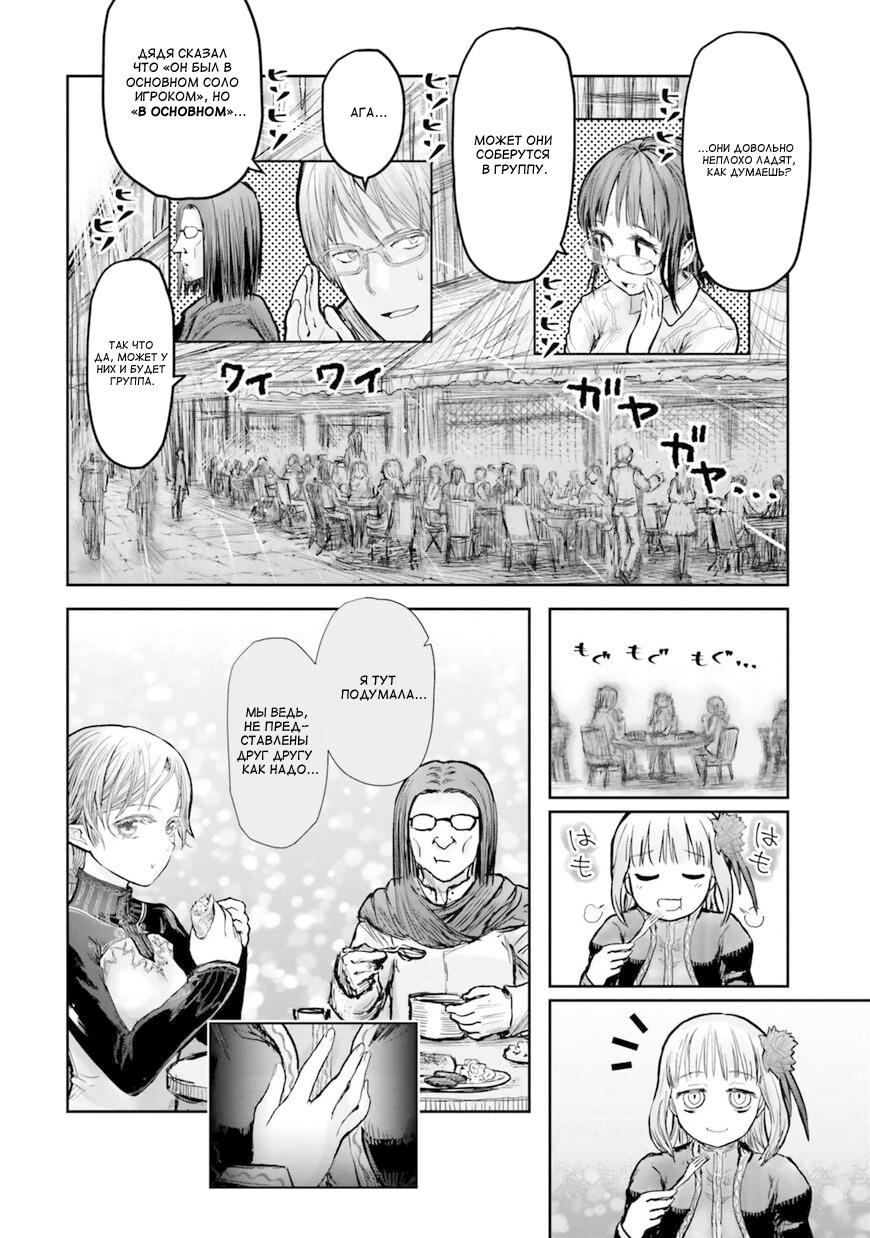 ...ОНИ ДОВОЛЬНО
НЕПЛОХО ЛАДЯТ,
КАК ДУМАЕШЬ?
МОЖЕТ ОНИ
СОБЕРУТСЯ
В ГРУППУ.
АГА...
ДЯДЯ СКАЗАЛ
ЧТО «ОН БЫЛ В
ОСНОВНОМ СОЛО
ИГРОКОМ», НО
«В ОСНОВНОМ»...
ТАК ЧТО
ДА, МОЖЕТ У
НИХ И БУДЕТ
ГРУППА.
ヒソ
ヒソ
ヒソ
ヒソ
ヒソ
ヒソ
ヒソ
ヒソ
ガヤ
ガヤ...
ワイ
ワイ
もぐ もぐ もぐ...
はも
はも
Я ТУТ
ПОДУМАЛА...
МЫ ВЕДЬ,
НЕ ПРЕД-
СТАВЛЕНЫ
ДРУГ ДРУГУ
КАК НАДО...